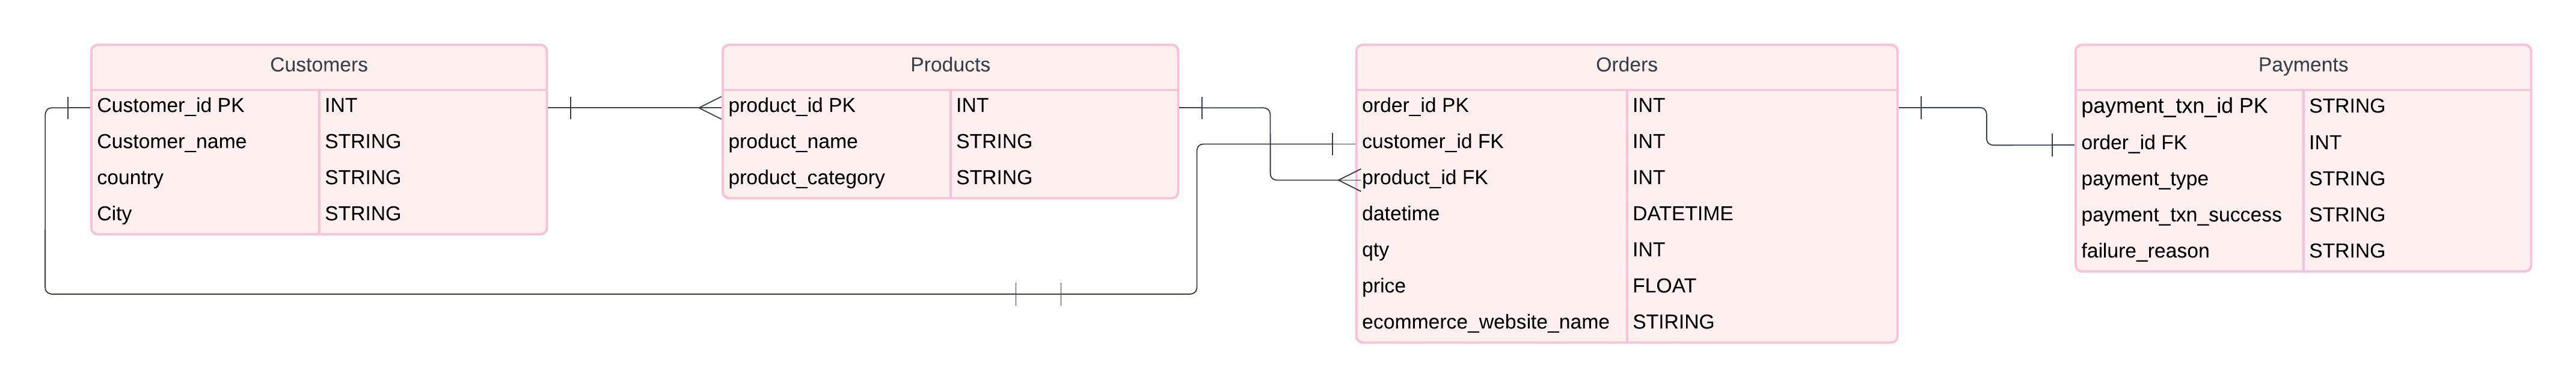 Customers
Customer_id PK INT
Customer_name STRING
country STRING
City STRING
Products
product_id PK INT
product_name STRING
product_category STRING
Orders
order_id PK INT
customer_id FK INT
product_id FK INT
datetime DATETIME
qty INT
price FLOAT
ecommerce_website_name STIRING
Payments
payment_txn_id PK STRING
order_id FK INT
payment_type STRING
payment_txn_success STRING
failure_reason STRING